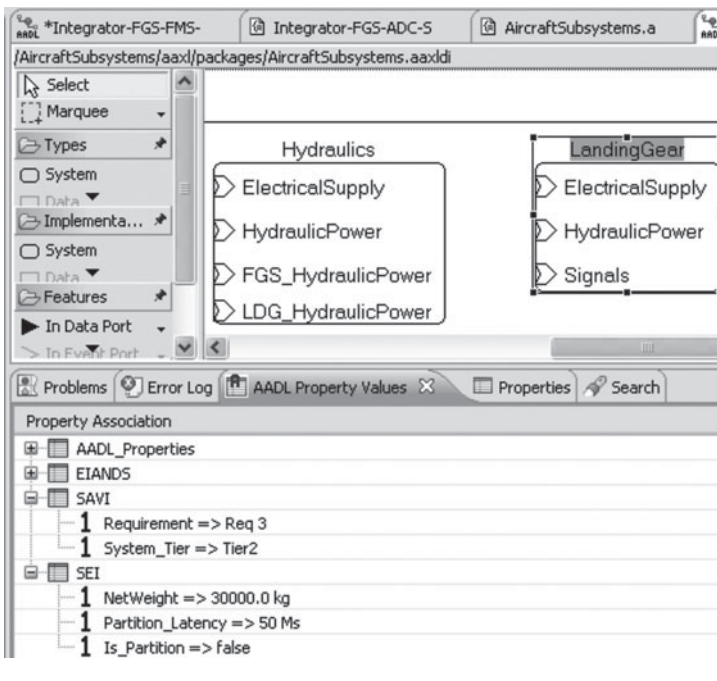 AADL *Integrator-FGS-FMS-
Integrator-FGS-ADC-S
AircraftSubsystems.a
/AircraftSubsystems/aaxl/packages/AircraftSubsystems.aaxldi
Select
Marquee
Types
System
Data
Implementa...
System
Data
Features
In Data Port
In Event Port
Hydraulics
ElectricalSupply
HydraulicPower
FGS_HydraulicPower
LDG_HydraulicPower
LandingGear
ElectricalSupply
HydraulicPower
Signals
Problems
Error Log
AADL Property Values
Properties
Search
Property Association
AADL_Properties
EIANDS
SAVI
1 Requirement => Req 3
1 System_Tier => Tier2
SEI
1 NetWeight => 30000.0 kg
1 Partition_Latency => 50 Ms
1 Is_Partition => false